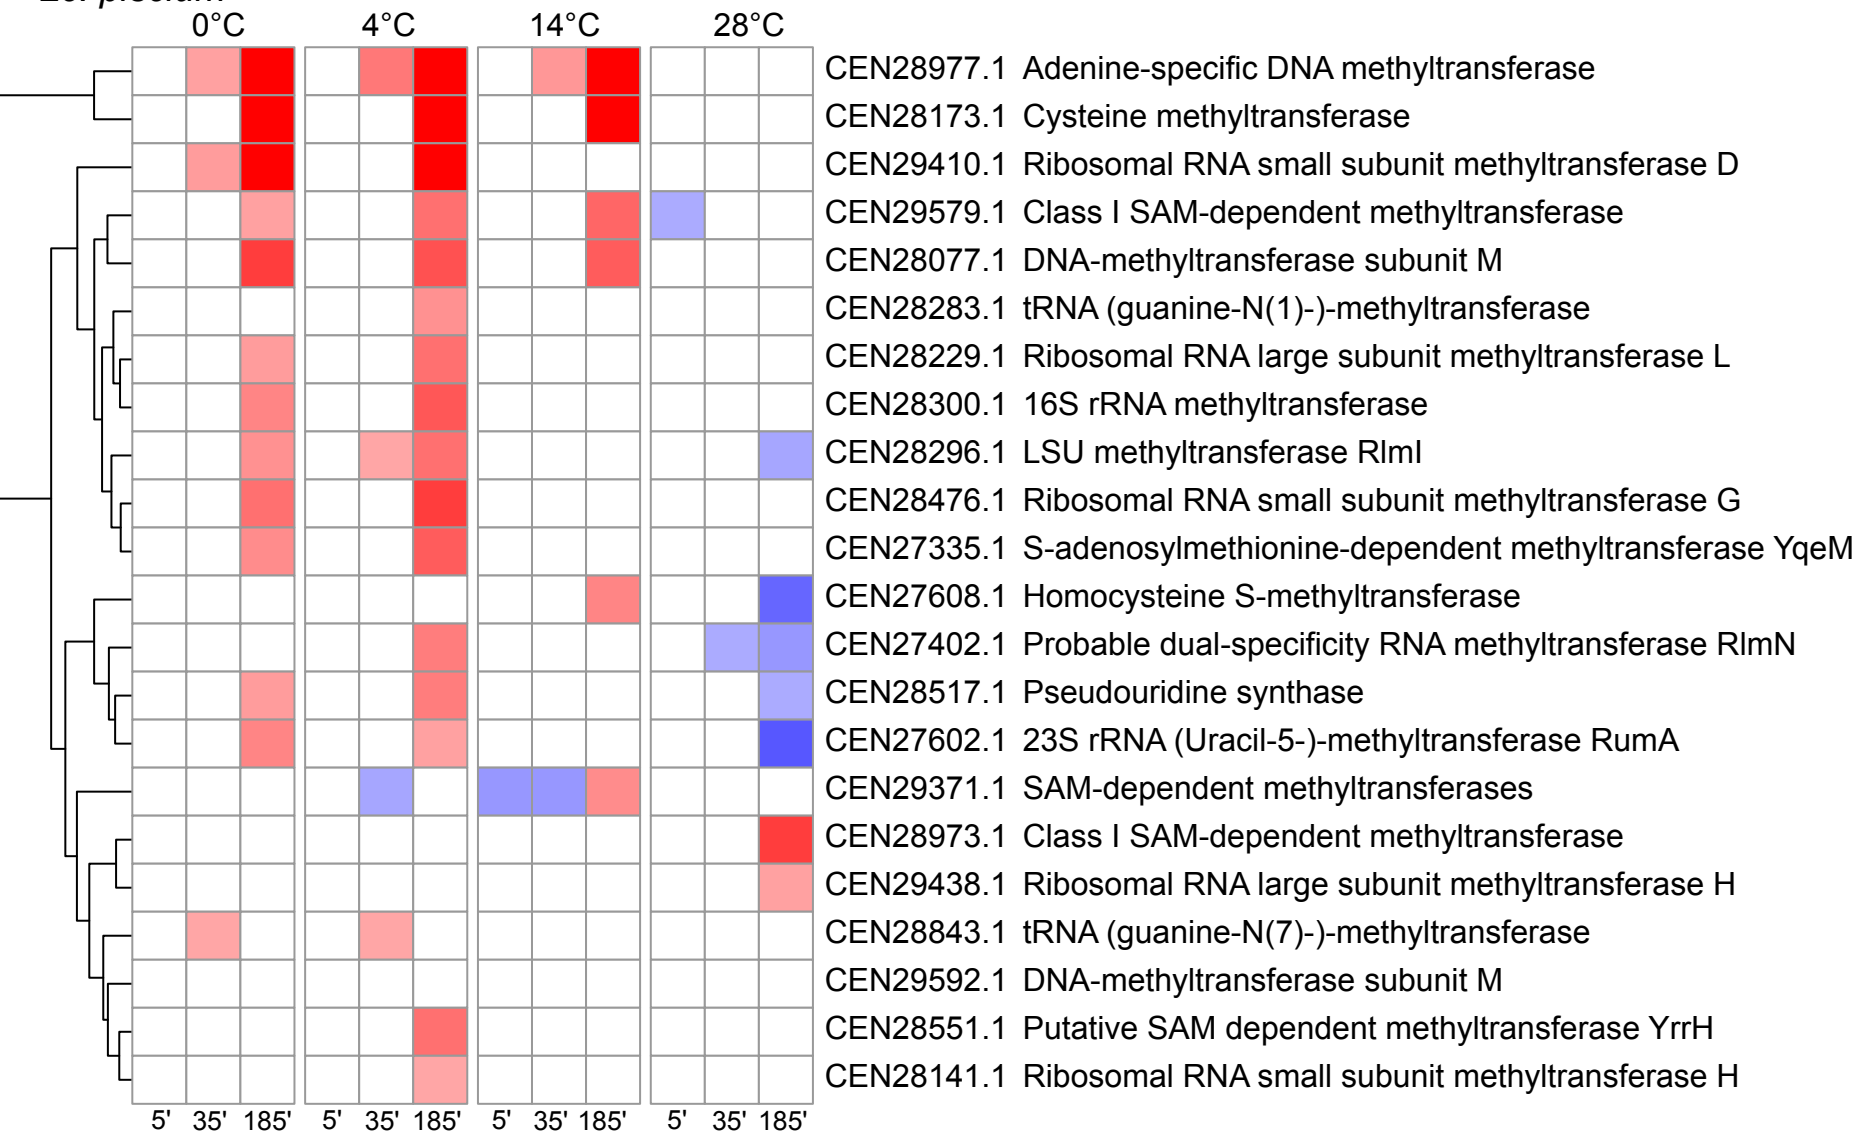 0°C 4°C 14°C 28°C
CEN28977.1 Adenine-specific DNA methyltransferase
CEN28173.1 Cysteine methyltransferase
CEN29410.1 Ribosomal RNA small subunit methyltransferase D
CEN29579.1 Class I SAM-dependent methyltransferase
CEN28077.1 DNA-methyltransferase subunit M
CEN28283.1 tRNA (guanine-N(1)-)-methyltransferase
CEN28229.1 Ribosomal RNA large subunit methyltransferase L
CEN28300.1 16S rRNA methyltransferase
CEN28296.1 LSU methyltransferase RlmI
CEN28476.1 Ribosomal RNA small subunit methyltransferase G
CEN27335.1 S-adenosylmethionine-dependent methyltransferase YqeM
CEN27608.1 Homocysteine S-methyltransferase
CEN27402.1 Probable dual-specificity RNA methyltransferase RlmN
CEN28517.1 Pseudouridine synthase
CEN27602.1 23S rRNA (Uracil-5-)-methyltransferase RumA
CEN29371.1 SAM-dependent methyltransferases
CEN28973.1 Class I SAM-dependent methyltransferase
CEN29438.1 Ribosomal RNA large subunit methyltransferase H
CEN28843.1 tRNA (guanine-N(7)-)-methyltransferase
CEN29592.1 DNA-methyltransferase subunit M
CEN28551.1 Putative SAM dependent methyltransferase YrrH
CEN28141.1 Ribosomal RNA small subunit methyltransferase H
5' 35' 185' 5' 35' 185' 5' 35' 185' 5' 35' 185'